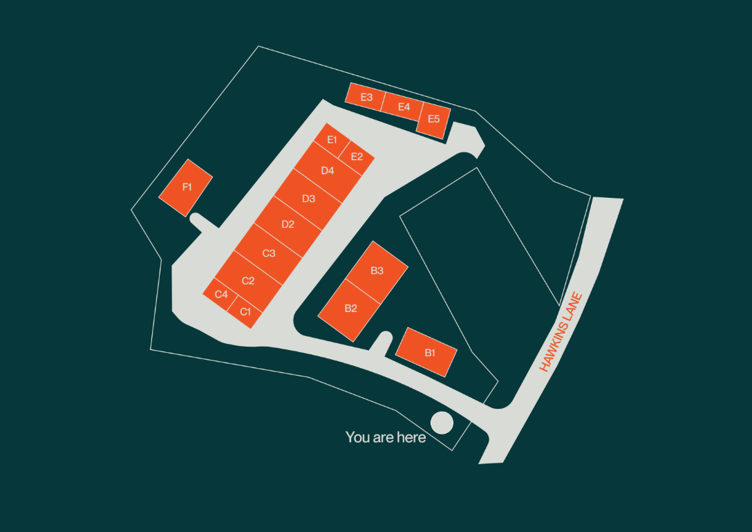 E3
E4
E5
E1
E2
D4
F1
D3
D2
C3
B3
C2
C4
C1
B2
HAWKINS LANE
B1
You are here